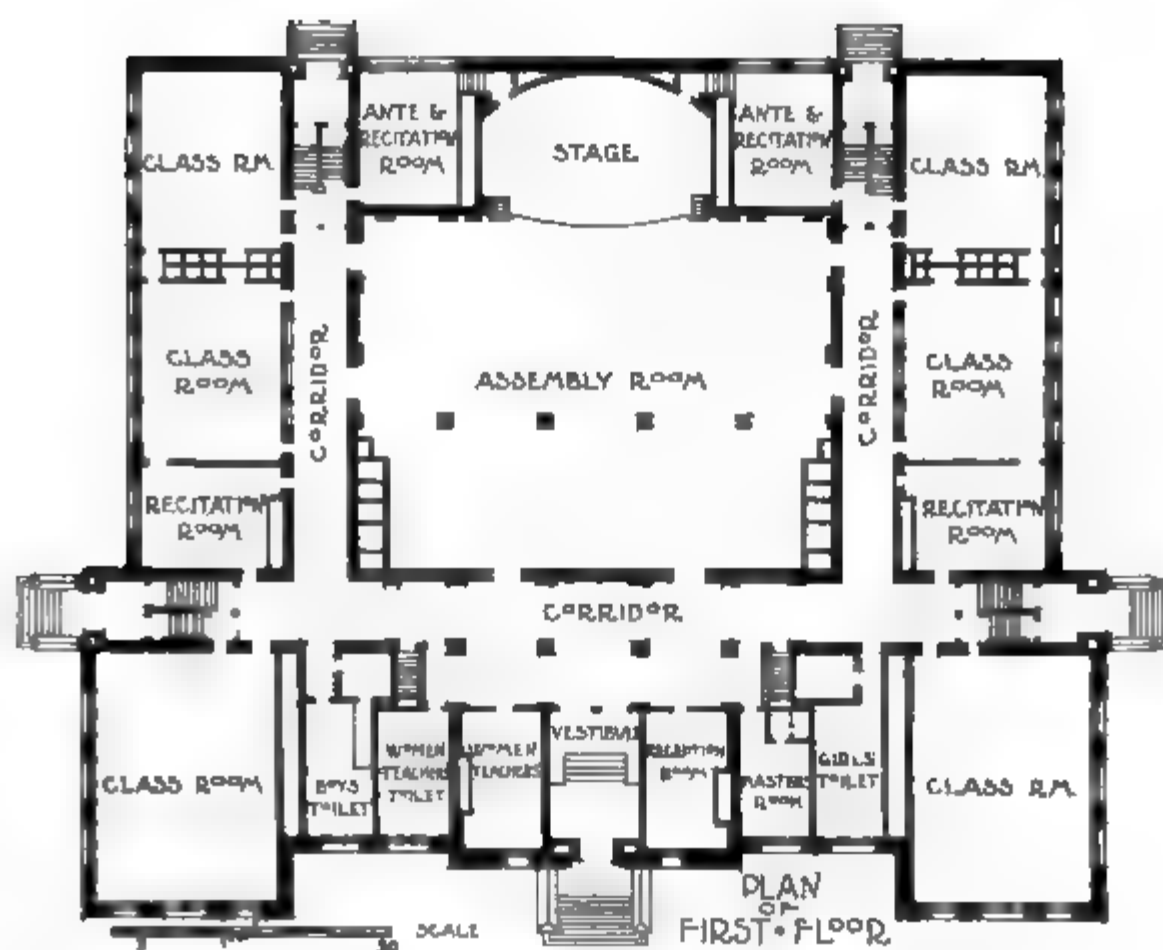 ANTE &
RECITATION
ROOM
STAGE
ANTE &
RECITATION
ROOM
CLASS RM.
CLASS RM.
CORRIDOR
CORRIDOR
CLASS
ROOM
ASSEMBLY ROOM
CLASS
ROOM
RECITATION
ROOM
RECITATION
ROOM
CORRIDOR
VESTIBULE
WOMEN
TEACHERS
TOILET
WOMEN
TEACHERS
RECEPTION
ROOM
CLASS ROOM
BOYS
TOILET
MASTERS
ROOM
GIRLS
TOILET
CLASS RM.
PLAN
OF
FIRST • FLOOR
SCALE